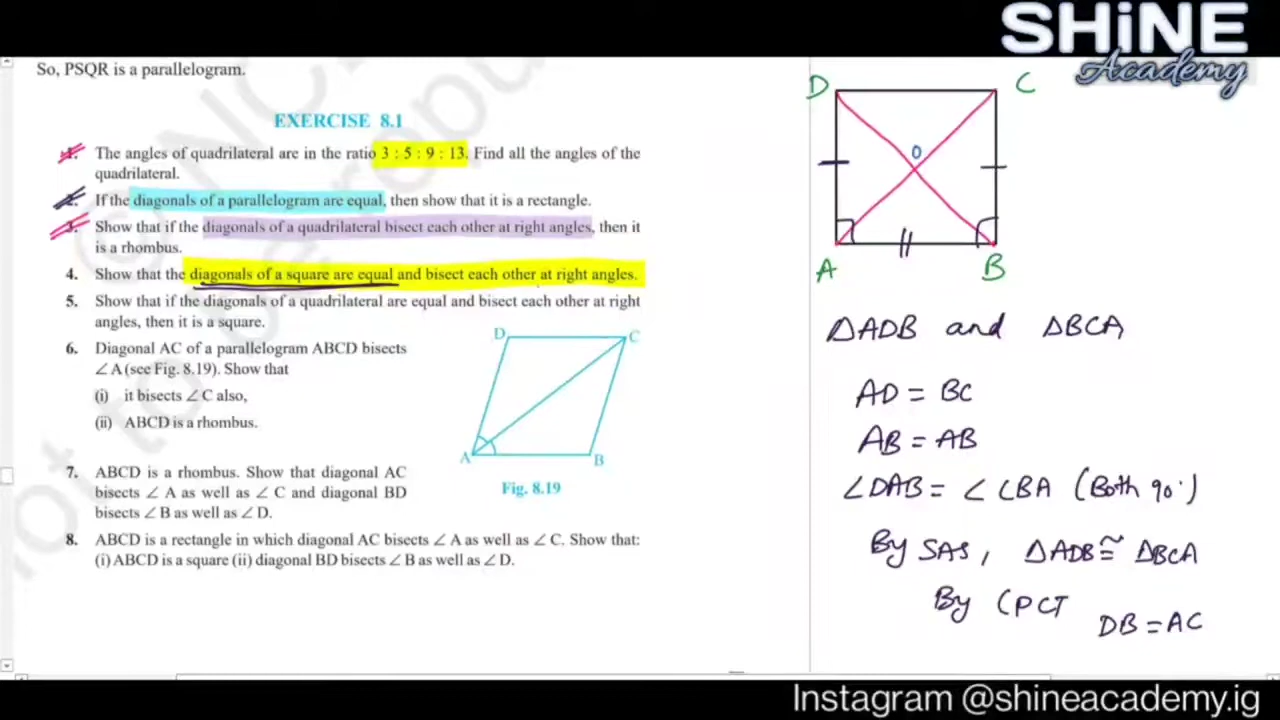 SHiNE
Academy
So, PSQR is a parallelogram.
EXERCISE 8.1
1. The angles of quadrilateral are in the ratio 3 : 5 : 9 : 13. Find all the angles of the
quadrilateral.
2. If the diagonals of a parallelogram are equal, then show that it is a rectangle.
3. Show that if the diagonals of a quadrilateral bisect each other at right angles, then it
is a rhombus.
4. Show that the diagonals of a square are equal and bisect each other at right angles.
5. Show that if the diagonals of a quadrilateral are equal and bisect each other at right
angles, then it is a square.
6. Diagonal AC of a parallelogram ABCD bisects
∠ A (see Fig. 8.19). Show that
(i) it bisects ∠ C also,
(ii) ABCD is a rhombus.
D C
A B
Fig. 8.19
7. ABCD is a rhombus. Show that diagonal AC
bisects ∠ A as well as ∠ C and diagonal BD
bisects ∠ B as well as ∠ D.
8. ABCD is a rectangle in which diagonal AC bisects ∠ A as well as ∠ C. Show that:
(i) ABCD is a square (ii) diagonal BD bisects ∠ B as well as ∠ D.
D C
O
A B
△ADB and △BCA
AD = BC
AB = AB
∠DAB = ∠CBA (Both 90°)
By SAS, △ADB ≅ △BCA
By CPCT
DB = AC
Instagram @shineacademy.ig